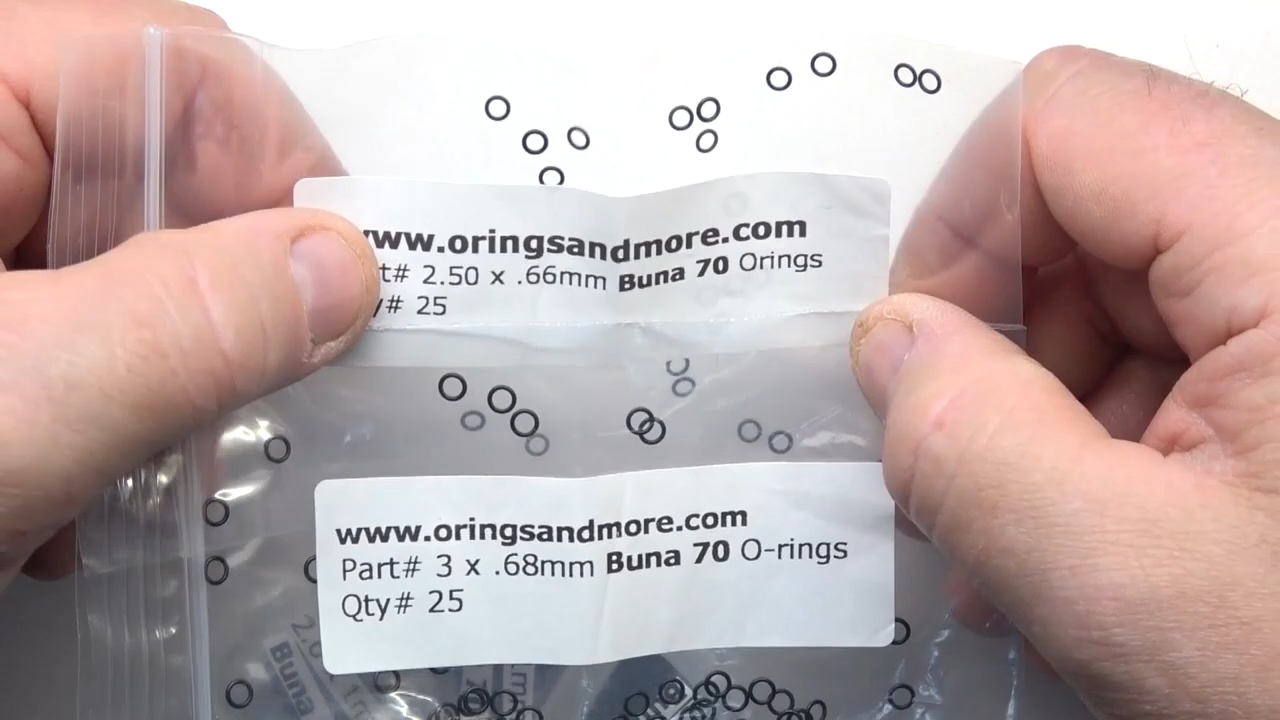 www.oringsandmore.com
t# 2.50 x .66mm Buna 70 Orings
y# 25
www.oringsandmore.com
Part# 3 x .68mm Buna 70 O-rings
Qty# 25
Buna